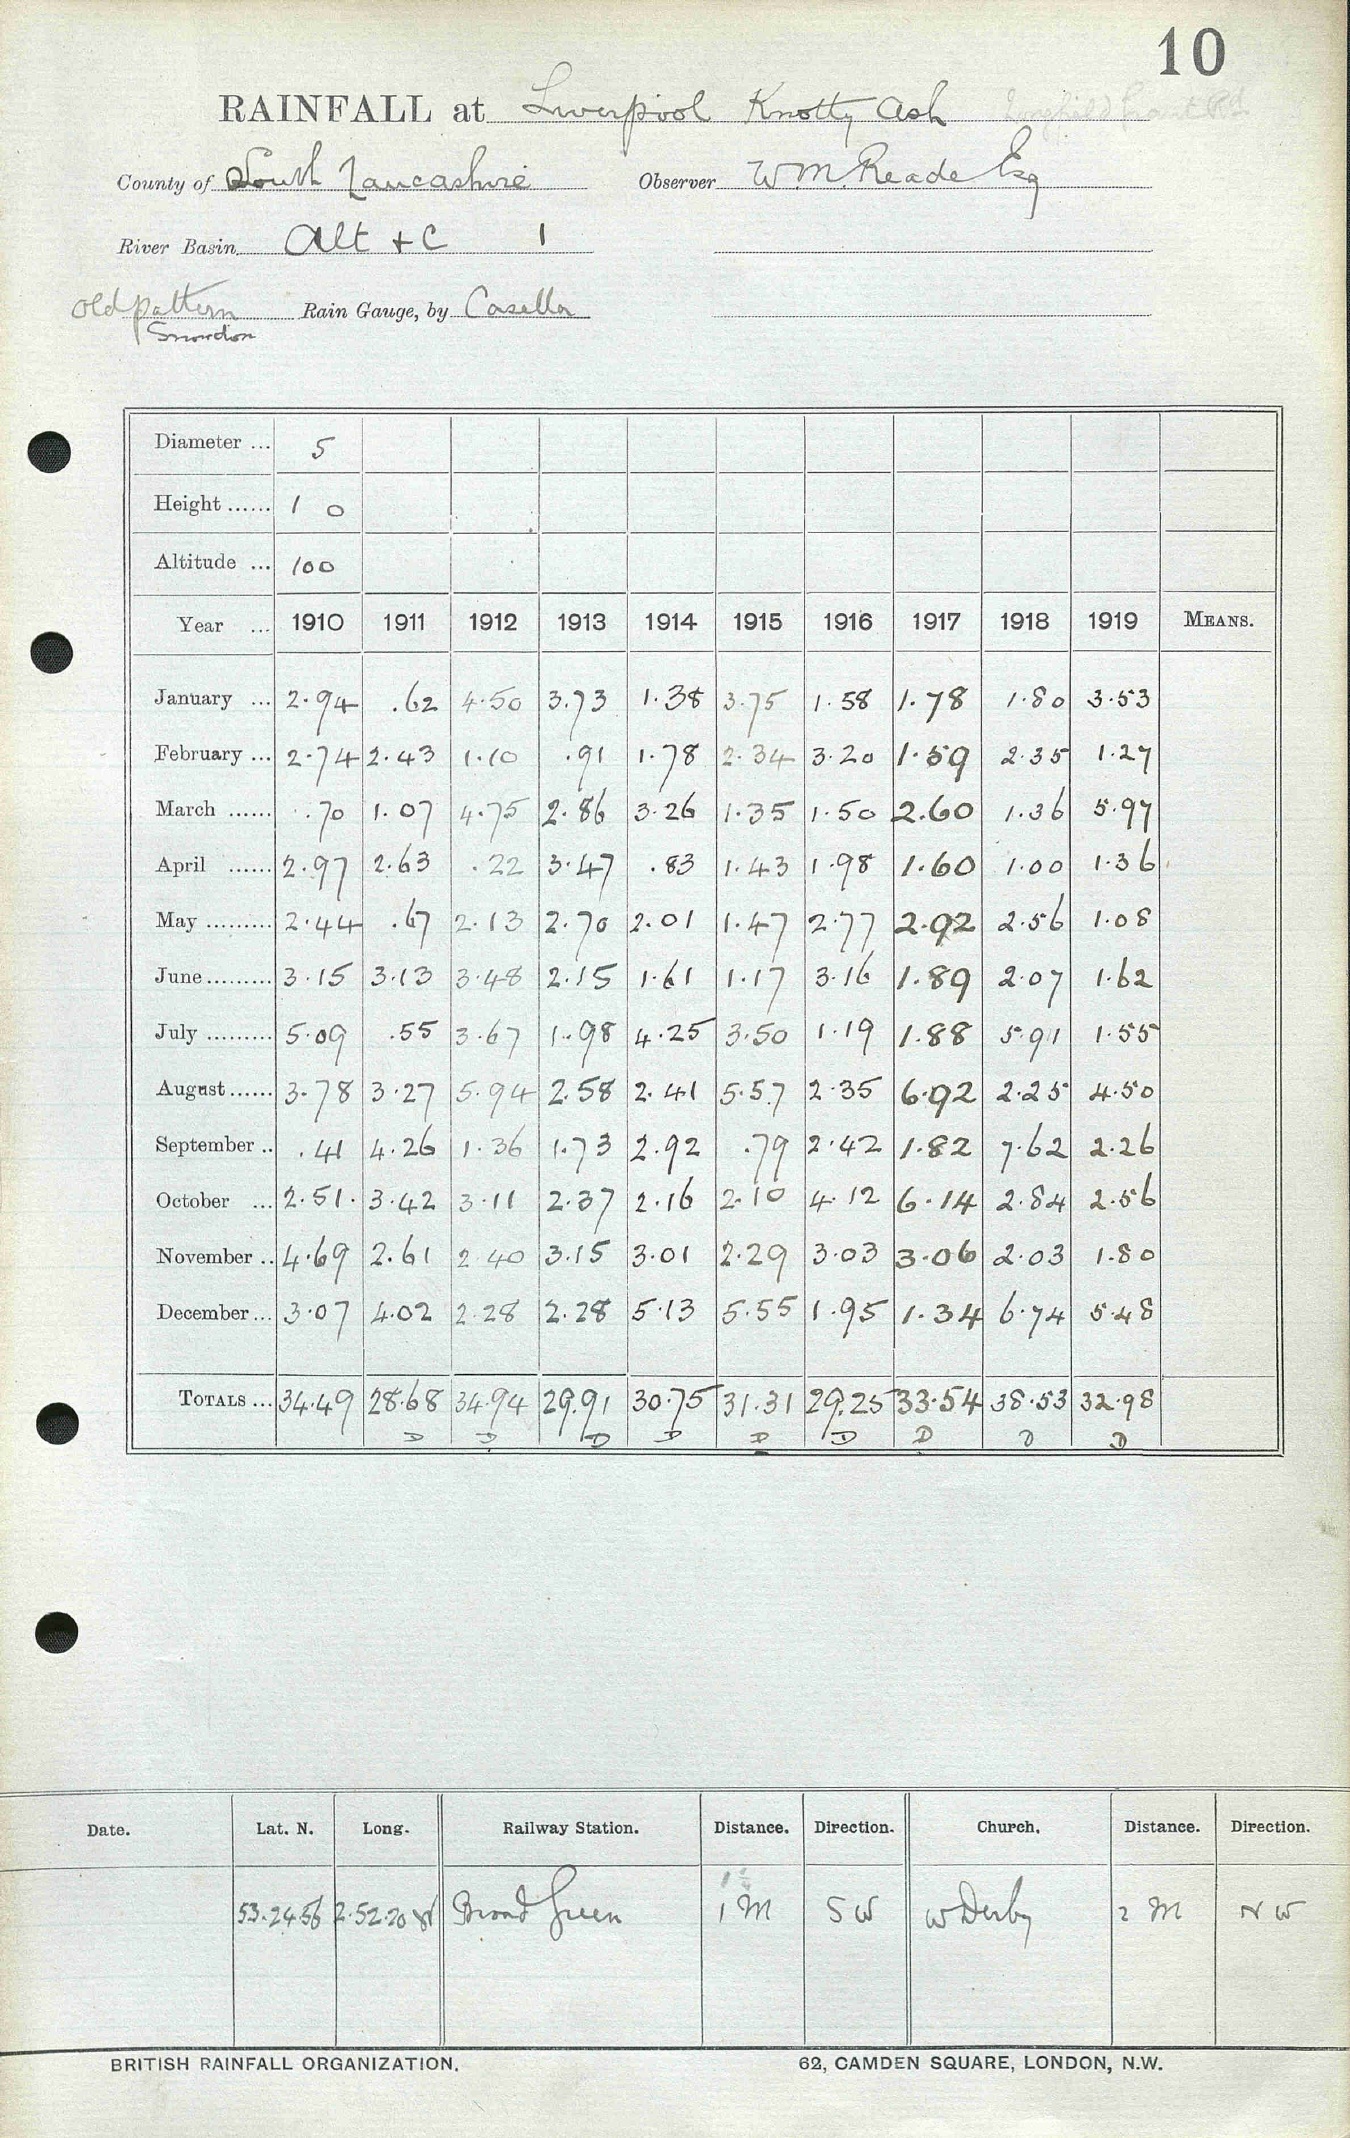 10
RAINFALL at Liverpool Knotty Ash
County of South Lancashire Observer W M Reade Esq
River Basin Alt + C 1
Old pattern Rain Gauge, by Casella
Snowdon
Diameter ... 5
Height ...... 1 0
Altitude ... 100
Year ... 1910 1911 1912 1913 1914 1915 1916 1917 1918 1919 MEANS.
January ... 2.94 .62 4.50 3.73 1.38 3.75 1.58 1.78 1.80 3.53
February ... 2.74 2.43 1.10 .91 1.78 2.34 3.20 1.59 2.35 1.27
March ...... .70 1.07 4.75 2.86 3.26 1.35 1.50 2.60 1.36 5.97
April ...... 2.97 2.63 .22 3.47 .83 1.43 1.98 1.60 1.00 1.36
May ......... 2.44 .67 2.13 2.70 2.01 1.47 2.77 2.92 2.56 1.08
June ......... 3.15 3.13 3.48 2.15 1.61 1.17 3.16 1.89 2.07 1.62
July ......... 5.09 .55 3.67 1.98 4.25 3.50 1.19 1.88 5.91 1.55
August ...... 3.78 3.27 5.94 2.58 2.41 5.57 2.35 6.92 2.25 4.50
September .. .41 4.26 1.36 1.73 2.92 .79 2.42 1.82 7.62 2.26
October ... 2.51. 3.42 3.11 2.37 2.16 2.10 4.12 6.14 2.84 2.56
November .. 4.69 2.61 2.40 3.15 3.01 2.29 3.03 3.06 2.03 1.80
December ... 3.07 4.02 2.28 2.28 5.13 5.55 1.95 1.34 6.74 5.48
TOTALS ... 34.49 28.68 34.94 29.91 30.75 31.31 29.25 33.54 38.53 32.98
D D D D D D D D D
Date. Lat. N. Long. Railway Station. Distance. Direction. Church. Distance. Direction.
53.24.56 2.52.20 W Broad Green 1 M S W W Derby 2 M N W
BRITISH RAINFALL ORGANIZATION. 62, CAMDEN SQUARE, LONDON, N.W.